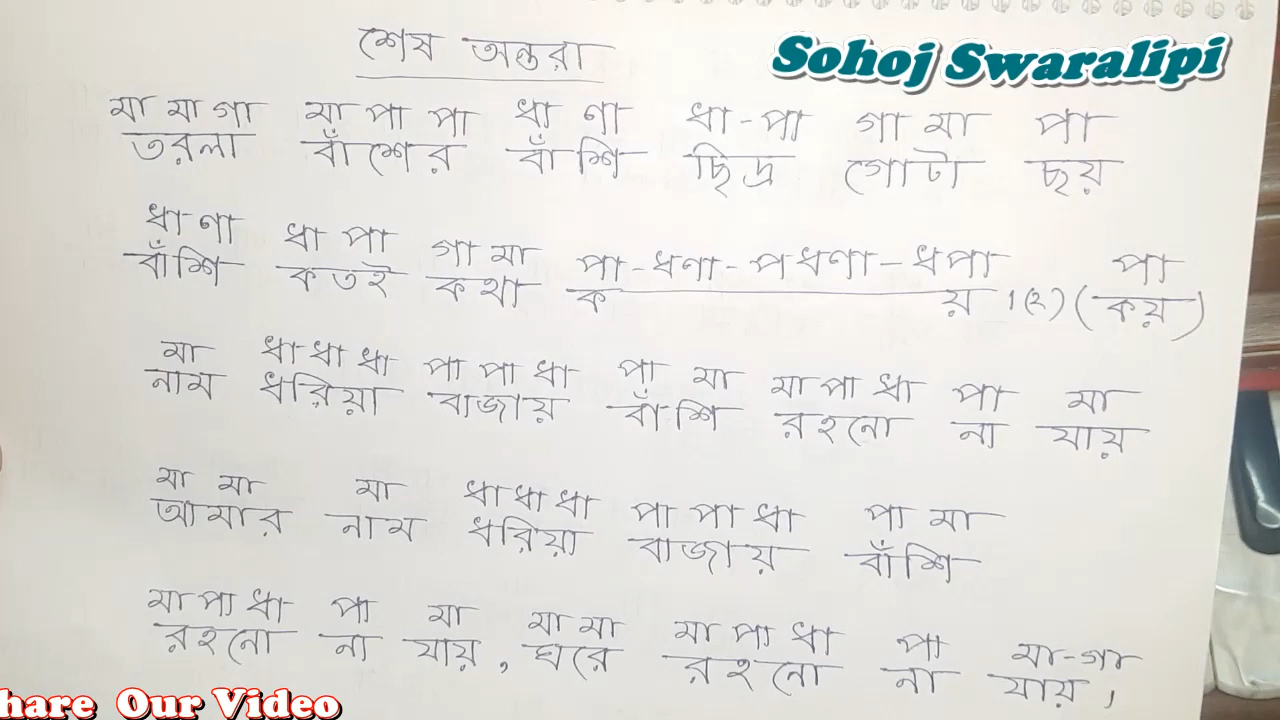 শেষ অন্তরা
Sohoj Swaralipi
মা মা গা মা পা পা ধা ণা ধা-পা গা মা পা
তরলা বাঁশের বাঁশি ছিদ্র গোটা ছয়
ধা-ণা ধা পা গা মা পা-ধণা-পধণা-ধপা পা
বাঁশি কতই কথা ক য় ।(২) (কয়)
মা ধা ধা ধা পা পা ধা পা মা মা পা ধা পা মা
নাম ধরিয়া বাজায় বাঁশি রহনো না যায়
মা মা মা ধা ধা ধা পা পা ধা পা মা
আমার নাম ধরিয়া বাজায় বাঁশি
মা পা ধা পা মা মা মা মা পা ধা পা মা-গা
রহনো না যায়, ঘরে রহনো না যায়,
hare Our Video